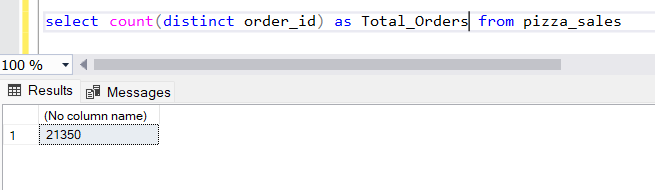 select count(distinct order_id) as Total_Orders from pizza_sales
100 %
Results Messages
(No column name)
1 21350